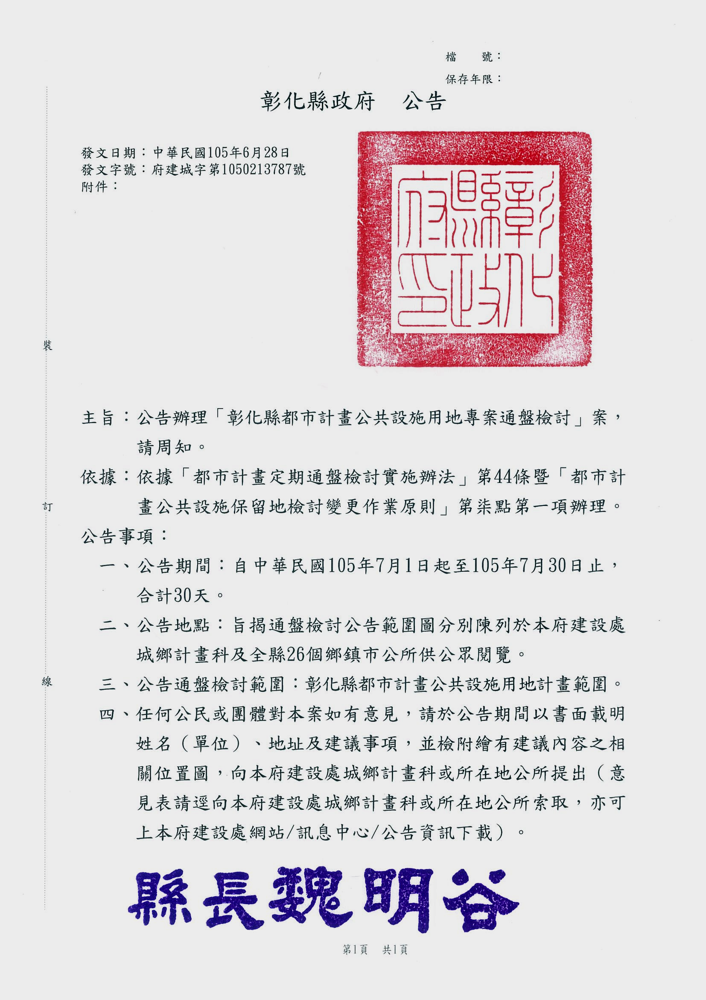 檔　　號：
保存年限：
彰化縣政府　公告
發文日期：中華民國105年6月28日
發文字號：府建城字第1050213787號
附件：
彰化縣政府印
主旨：公告辦理「彰化縣都市計畫公共設施用地專案通盤檢討」案，
請周知。
依據：依據「都市計畫定期通盤檢討實施辦法」第44條暨「都市計
畫公共設施保留地檢討變更作業原則」第柒點第一項辦理。
公告事項：
一、公告期間：自中華民國105年7月1日起至105年7月30日止，
合計30天。
二、公告地點：旨揭通盤檢討公告範圍圖分別陳列於本府建設處
城鄉計畫科及全縣26個鄉鎮市公所供公眾閱覽。
三、公告通盤檢討範圍：彰化縣都市計畫公共設施用地計畫範圍。
四、任何公民或團體對本案如有意見，請於公告期間以書面載明
姓名（單位）、地址及建議事項，並檢附繪有建議內容之相
關位置圖，向本府建設處城鄉計畫科或所在地公所提出（意
見表請逕向本府建設處城鄉計畫科或所在地公所索取，亦可
上本府建設處網站/訊息中心/公告資訊下載）。
縣長魏明谷
第1頁　共1頁
裝
訂
線